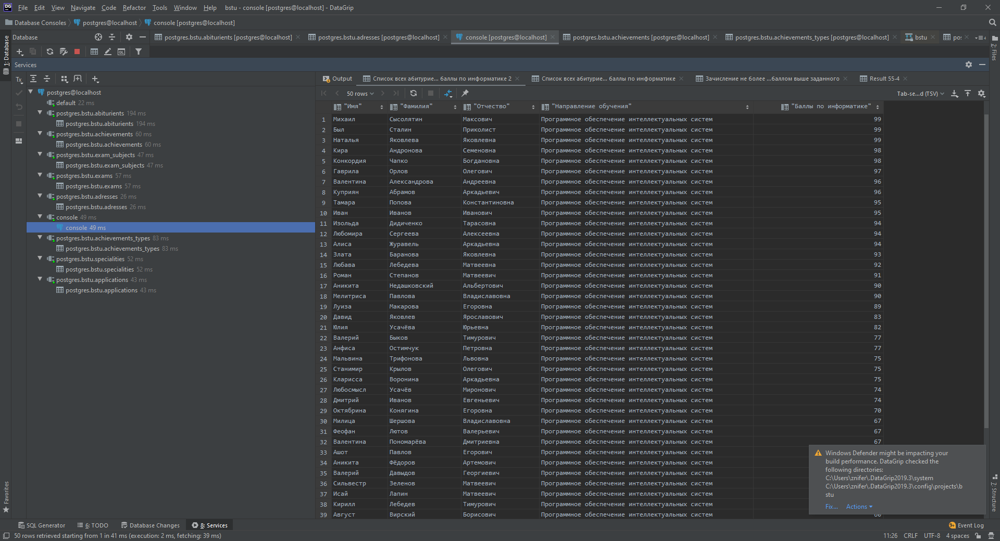 DG File Edit View Navigate Code Refactor Tools Window Help bstu - console [postgres@localhost] - DataGrip
Database Consoles postgres@localhost console [postgres@localhost]
Database postgres.bstu.abiturients [postgres@localhost] postgres.bstu.adresses [postgres@localhost] console [postgres@localhost] postgres.bstu.achievements [postgres@localhost] postgres.bstu.achievements_types [postgres@localhost] bstu po: 4
1: Database
2: Files
QL
Services
Tx
Output Список всех абитурие... баллы по информатике 2 Список всех абитурие... баллы по информатике Зачисление не более ...баллом выше заданного Result 55-4
50 rows Tab-se...d (TSV)
postgres@localhost
default 22 ms
postgres.bstu.abiturients 194 ms
postgres.bstu.abiturients 194 ms
postgres.bstu.achievements 60 ms
postgres.bstu.achievements 60 ms
postgres.bstu.exam_subjects 47 ms
postgres.bstu.exam_subjects 47 ms
postgres.bstu.exams 57 ms
postgres.bstu.exams 57 ms
postgres.bstu.adresses 26 ms
postgres.bstu.adresses 26 ms
console 49 ms
console 49 ms
postgres.bstu.achievements_types 83 ms
postgres.bstu.achievements_types 83 ms
postgres.bstu.specialities 52 ms
postgres.bstu.specialities 52 ms
postgres.bstu.applications 43 ms
postgres.bstu.applications 43 ms
"Имя" "Фамилия" "Отчество" "Направление обучения" "Баллы по информатике"
1 Михаил Сысолятин Максович Программное обеспечение интеллектуальных систем 99
2 Был Сталин Приколист Программное обеспечение интеллектуальных систем 99
3 Наталья Яковлева Яковлевна Программное обеспечение интеллектуальных систем 99
4 Кира Андронова Семеновна Программное обеспечение интеллектуальных систем 98
5 Конкордия Чапко Богдановна Программное обеспечение интеллектуальных систем 98
6 Гаврила Орлов Олегович Программное обеспечение интеллектуальных систем 97
7 Валентина Александрова Андреевна Программное обеспечение интеллектуальных систем 96
8 Куприян Абрамов Аркадьевич Программное обеспечение интеллектуальных систем 96
9 Тамара Попова Константиновна Программное обеспечение интеллектуальных систем 95
10 Иван Иванов Иванович Программное обеспечение интеллектуальных систем 95
11 Изольда Дидиченко Тарасовна Программное обеспечение интеллектуальных систем 94
12 Любомира Сергеева Алексеевна Программное обеспечение интеллектуальных систем 94
13 Алиса Журавель Аркадьевна Программное обеспечение интеллектуальных систем 94
14 Злата Баранова Яковлевна Программное обеспечение интеллектуальных систем 93
15 Любава Лебедева Матвеевна Программное обеспечение интеллектуальных систем 92
16 Роман Степанов Матвеевич Программное обеспечение интеллектуальных систем 91
17 Аникита Недашковский Альбертович Программное обеспечение интеллектуальных систем 90
18 Мелитриса Павлова Владиславовна Программное обеспечение интеллектуальных систем 90
19 Луиза Макарова Егоровна Программное обеспечение интеллектуальных систем 89
20 Давид Яковлев Ярославович Программное обеспечение интеллектуальных систем 83
21 Юлия Усачёва Юрьевна Программное обеспечение интеллектуальных систем 82
22 Валерий Быков Тимурович Программное обеспечение интеллектуальных систем 77
23 Анфиса Остимчук Петровна Программное обеспечение интеллектуальных систем 77
24 Мальвина Трифонова Львовна Программное обеспечение интеллектуальных систем 75
25 Станимир Крылов Олегович Программное обеспечение интеллектуальных систем 75
26 Кларисса Воронина Аркадьевна Программное обеспечение интеллектуальных систем 75
27 Любосмысл Усачёв Миронович Программное обеспечение интеллектуальных систем 74
28 Дмитрий Иванов Евгеньевич Программное обеспечение интеллектуальных систем 74
29 Октябрина Конягина Егоровна Программное обеспечение интеллектуальных систем 70
30 Милица Шершова Владиславовна Программное обеспечение интеллектуальных систем 67
31 Феофан Лютов Валерьевич Программное обеспечение интеллектуальных систем 67
32 Валентина Пономарёва Дмитриевна Программное обеспечение интеллектуальных систем 67
33 Ашот Павлов Егорович Программное обеспечение интеллектуальных систем
34 Аникита Фёдоров Артемович Программное обеспечение интеллектуальных систем
35 Валерий Давыдов Георгиевич Программное обеспечение интеллектуальных систем
36 Сильвестр Зеленов Матвеевич Программное обеспечение интеллектуальных систем
37 Исай Лапин Матвеевич Программное обеспечение интеллектуальных систем
38 Кирилл Лебедев Тимурович Программное обеспечение интеллектуальных систем
39 Август Вирский Борисович Программное обеспечение интеллектуальных систем
Windows Defender might be impacting your
build performance. DataGrip checked the
following directories:
C:\Users\znifer\.DataGrip2019.3\system
C:\Users\znifer\.DataGrip2019.3\config\projects\b
stu
Fix... Actions
Favorites
7: Structure
SQL Generator 6: TODO Database Changes 8: Services 9+ Event Log
50 rows retrieved starting from 1 in 41 ms (execution: 2 ms, fetching: 39 ms) 11:26 CRLF UTF-8 4 spaces